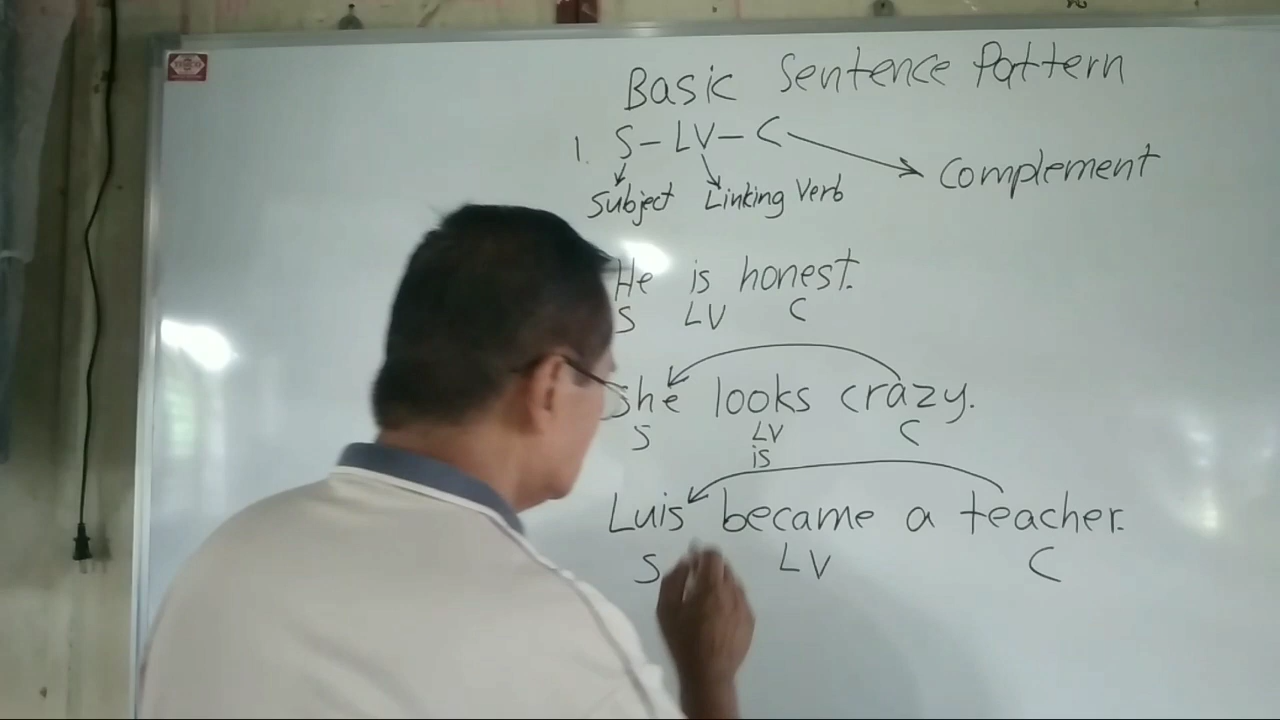 Basic Sentence Pattern
1. S - LV - C
Complement
Subject Linking Verb
He is honest.
S LV C
She looks crazy.
S LV C
is
Luis became a teacher.
S LV C